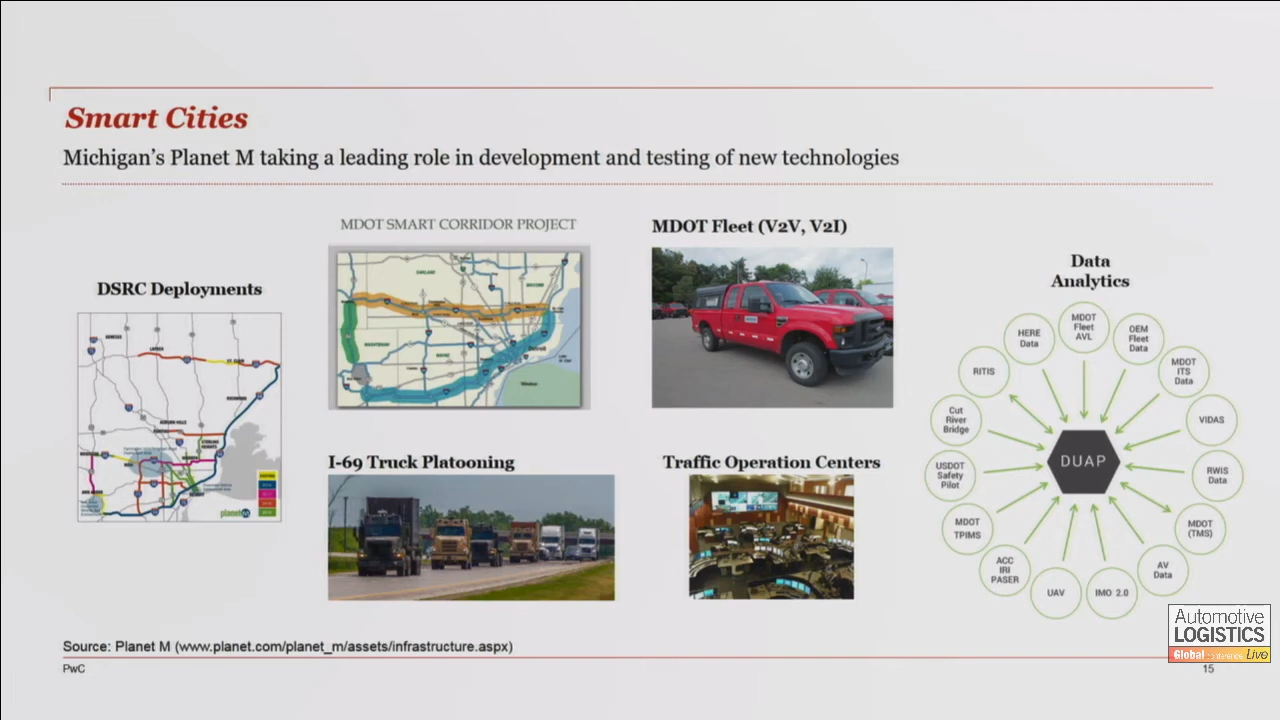 Smart Cities
Michigan's Planet M taking a leading role in development and testing of new technologies
MDOT SMART CORRIDOR PROJECT
MDOT Fleet (V2V, V2I)
DSRC Deployments
Data
Analytics
I-69 Truck Platooning
Traffic Operation Centers
Detroit
Windsor
planet
DUAP
MDOT
Fleet
AVL
OEM
Fleet
Data
MDOT
ITS
Data
VIDAS
RWIS
Data
MDOT
(TMS)
AV
Data
IMO 2.0
UAV
ACC
IRI
PASER
MDOT
TPIMS
USDOT
Safety
Pilot
Cut
River
Bridge
RITIS
HERE
Data
Source: Planet M (www.planet.com/planet_m/assets/infrastructure.aspx)
PwC
15
Automotive
LOGISTICS
Global conference Live